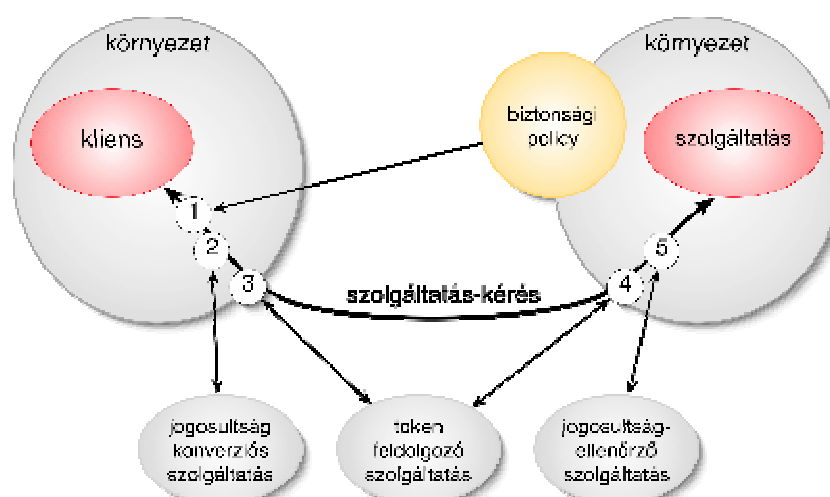 környezet
környezet
kliens
biztonsági
policy
szolgáltatás
1
2
3
4
5
szolgáltatás-kérés
jogosultság
konverziós
szolgáltatás
token
feldolgozó
szolgáltatás
jogosultság-
ellenőrző
szolgáltatás